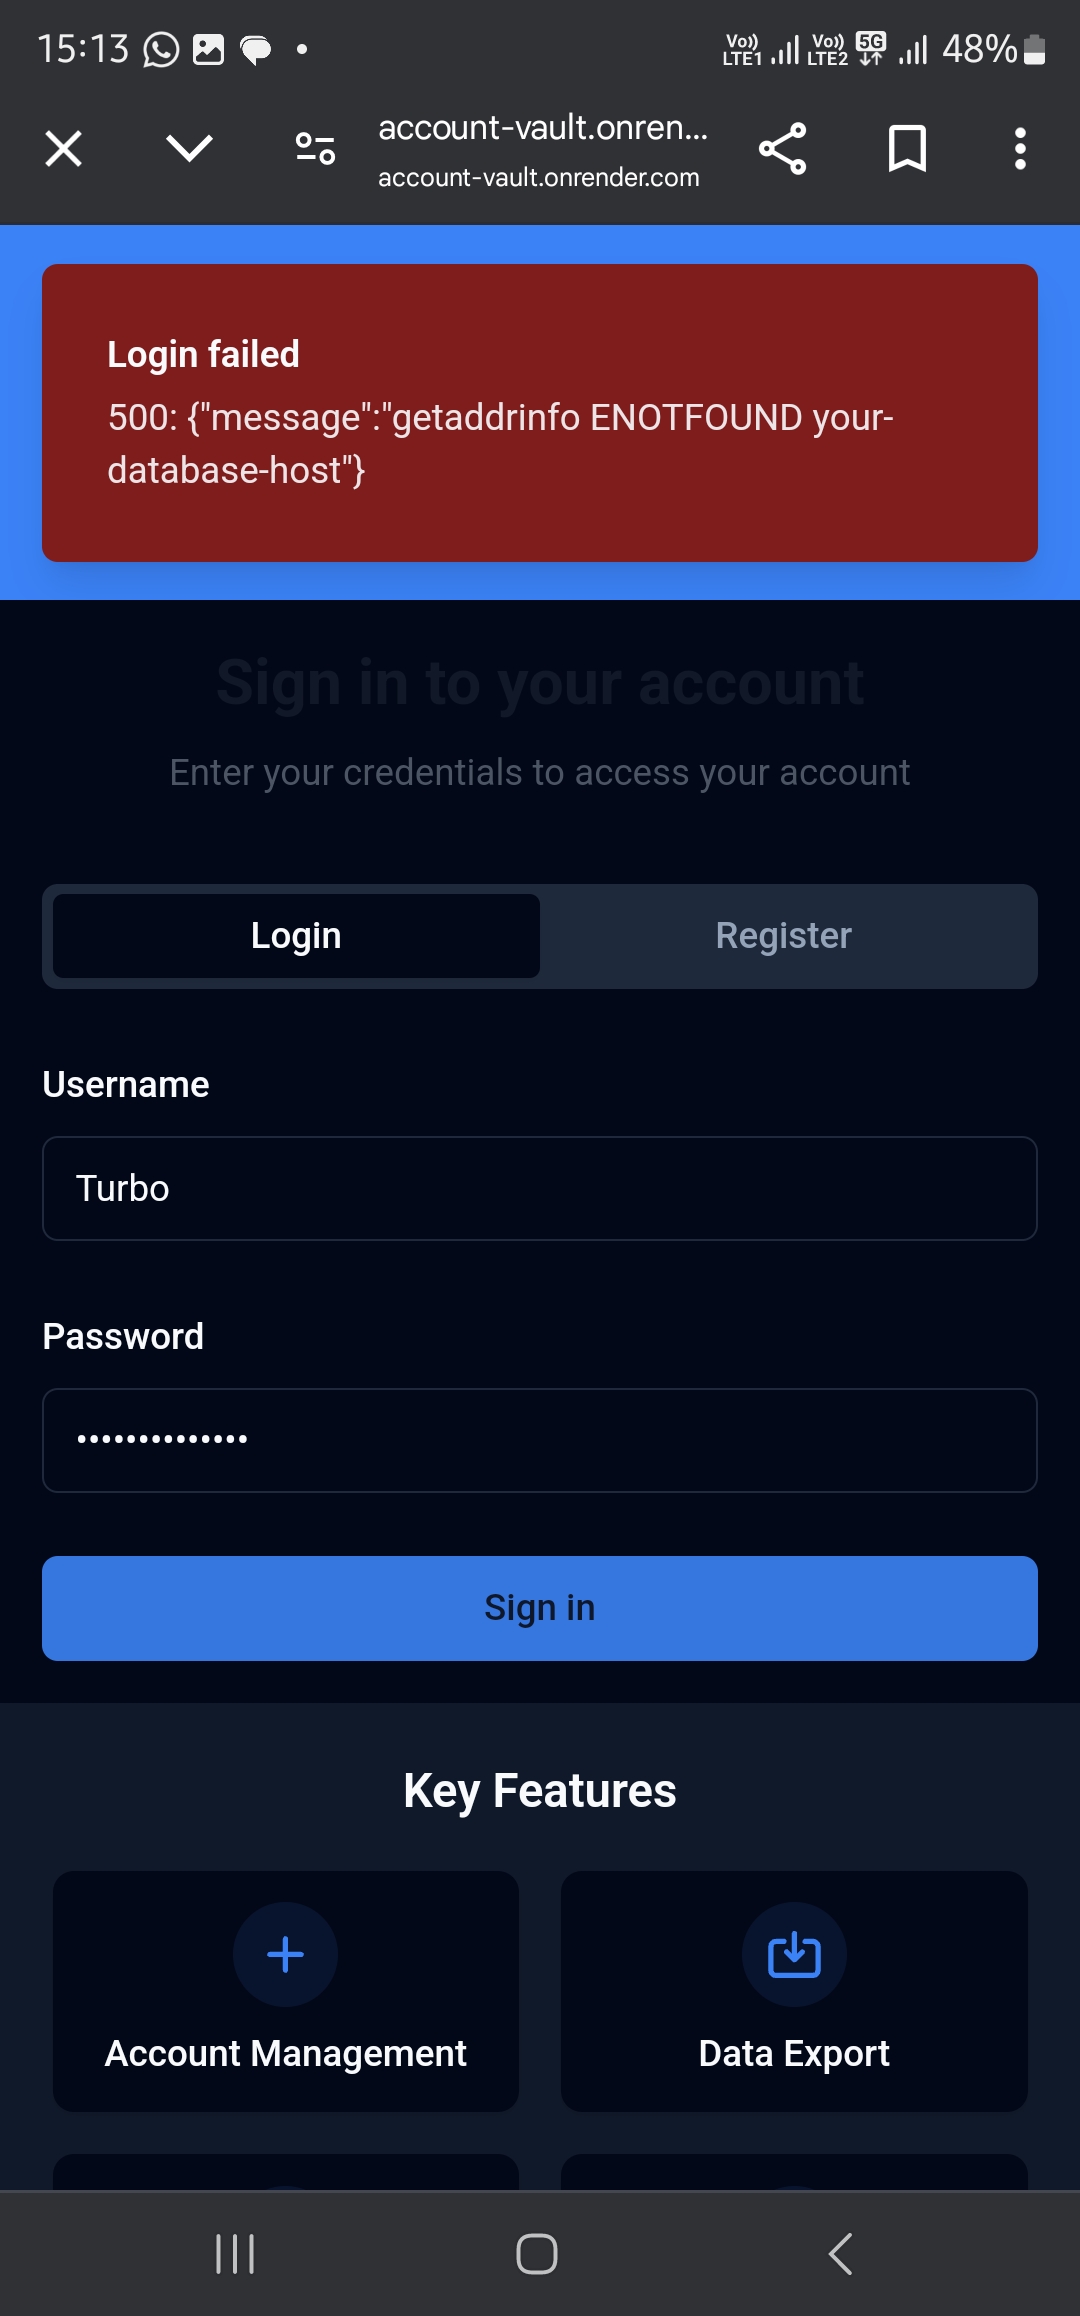 15:13
Vo)) LTE1 Vo)) LTE2 5G 48%
account-vault.onren...
account-vault.onrender.com
Login failed
500: {"message":"getaddrinfo ENOTFOUND your-
database-host"}
Sign in to your account
Enter your credentials to access your account
Login Register
Username
Turbo
Password
••••••••••••••
Sign in
Key Features
Account Management Data Export